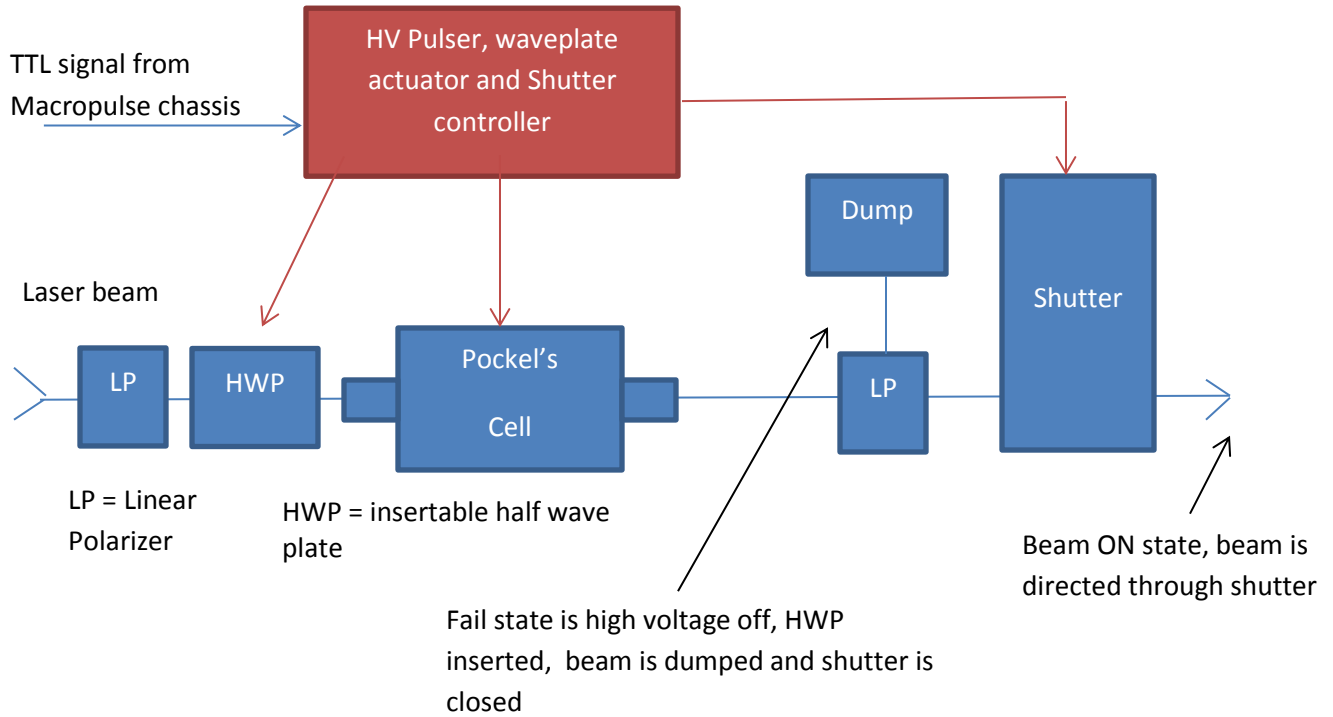 TTL signal from
Macropulse chassis
HV Pulser, waveplate
actuator and Shutter
controller
Dump
Shutter
Laser beam
LP
HWP
Pockel’s
Cell
LP
LP = Linear
Polarizer
HWP = insertable half wave
plate
Beam ON state, beam is
directed through shutter
Fail state is high voltage off, HWP
inserted,  beam is dumped and shutter is
closed